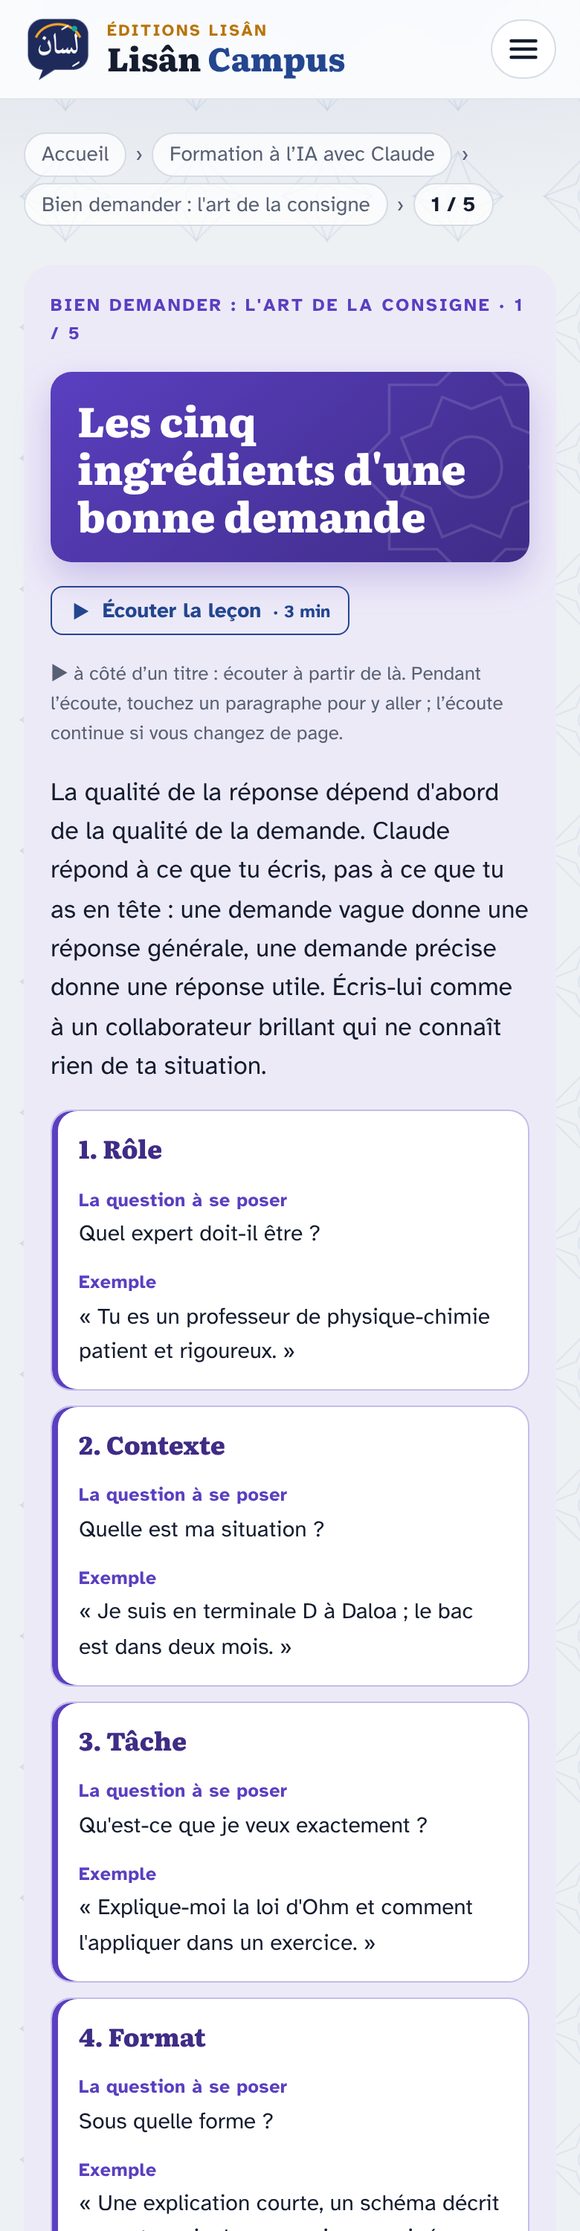 لِسَان
ÉDITIONS LISÂN
Lisân Campus
Accueil › Formation à l’IA avec Claude ›
Bien demander : l'art de la consigne › 1 / 5
BIEN DEMANDER : L'ART DE LA CONSIGNE · 1
/ 5
Les cinq
ingrédients d'une
bonne demande
▶ Écouter la leçon · 3 min
▶ à côté d’un titre : écouter à partir de là. Pendant
l’écoute, touchez un paragraphe pour y aller ; l’écoute
continue si vous changez de page.
La qualité de la réponse dépend d'abord
de la qualité de la demande. Claude
répond à ce que tu écris, pas à ce que tu
as en tête : une demande vague donne une
réponse générale, une demande précise
donne une réponse utile. Écris-lui comme
à un collaborateur brillant qui ne connaît
rien de ta situation.
1. Rôle
La question à se poser
Quel expert doit-il être ?
Exemple
« Tu es un professeur de physique-chimie
patient et rigoureux. »
2. Contexte
La question à se poser
Quelle est ma situation ?
Exemple
« Je suis en terminale D à Daloa ; le bac
est dans deux mois. »
3. Tâche
La question à se poser
Qu'est-ce que je veux exactement ?
Exemple
« Explique-moi la loi d'Ohm et comment
l'appliquer dans un exercice. »
4. Format
La question à se poser
Sous quelle forme ?
Exemple
« Une explication courte, un schéma décrit